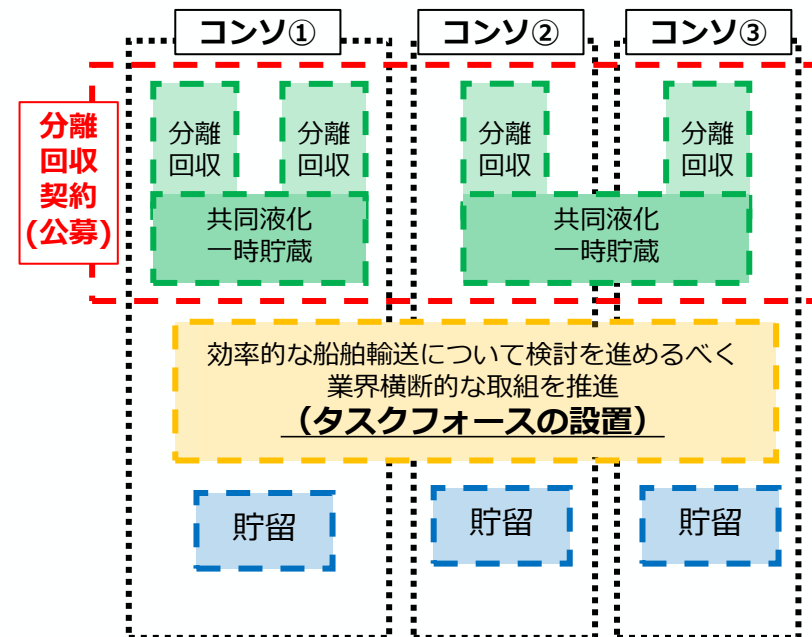 コンソ①
コンソ②
コンソ③
分離
回収
契約
(公募)
分離
回収
分離
回収
分離
回収
分離
回収
共同液化
一時貯蔵
共同液化
一時貯蔵
効率的な船舶輸送について検討を進めるべく
業界横断的な取組を推進
（タスクフォースの設置）
貯留
貯留
貯留